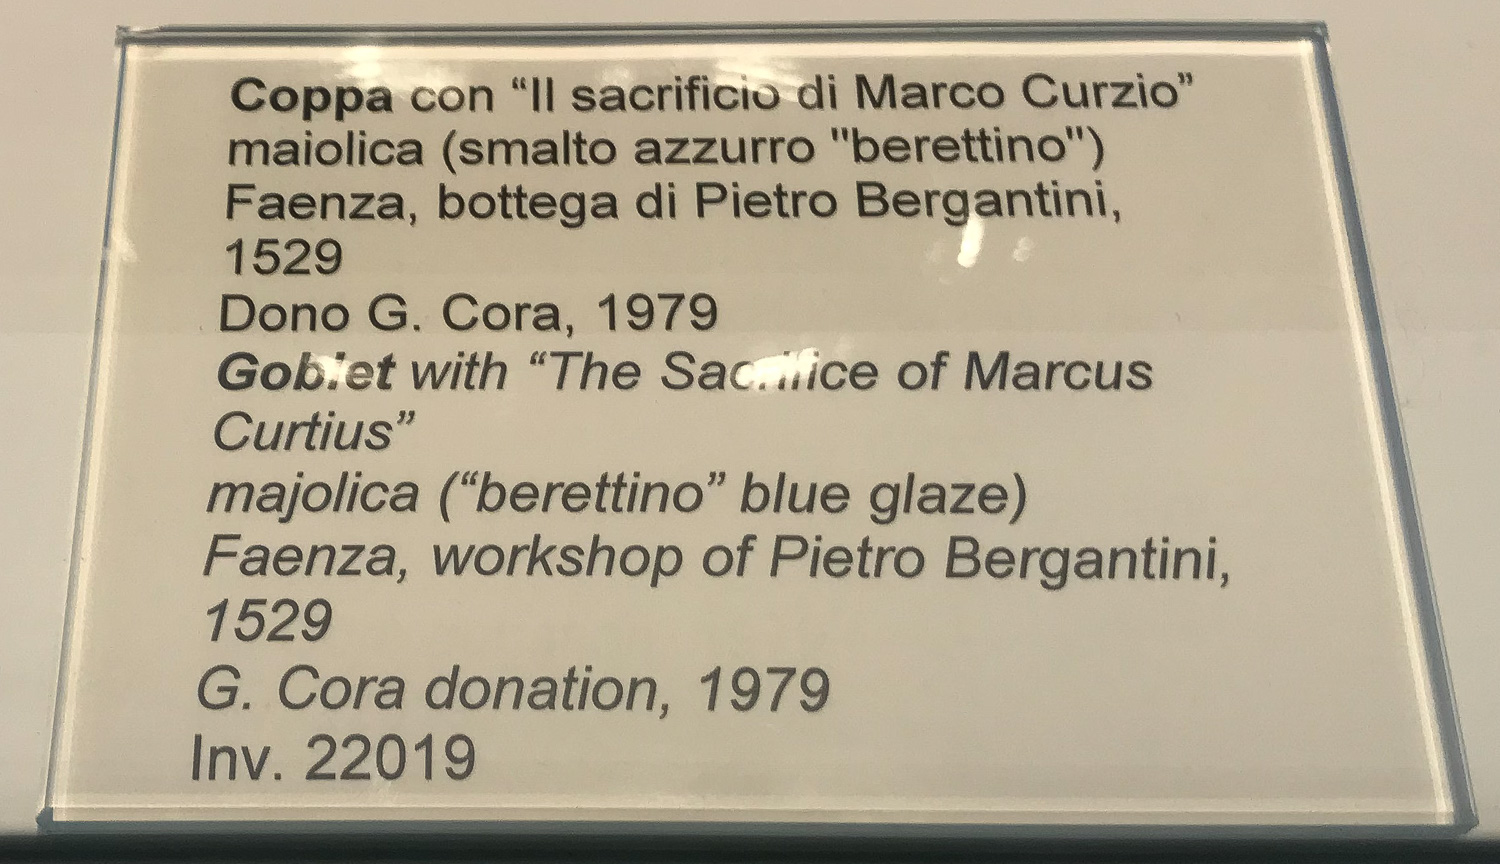 Coppa con “Il sacrificio di Marco Curzio”
maiolica (smalto azzurro "berettino")
Faenza, bottega di Pietro Bergantini,
1529
Dono G. Cora, 1979
Goblet with “The Sacrifice of Marcus
Curtius”
majolica (“berettino” blue glaze)
Faenza, workshop of Pietro Bergantini,
1529
G. Cora donation, 1979
Inv. 22019